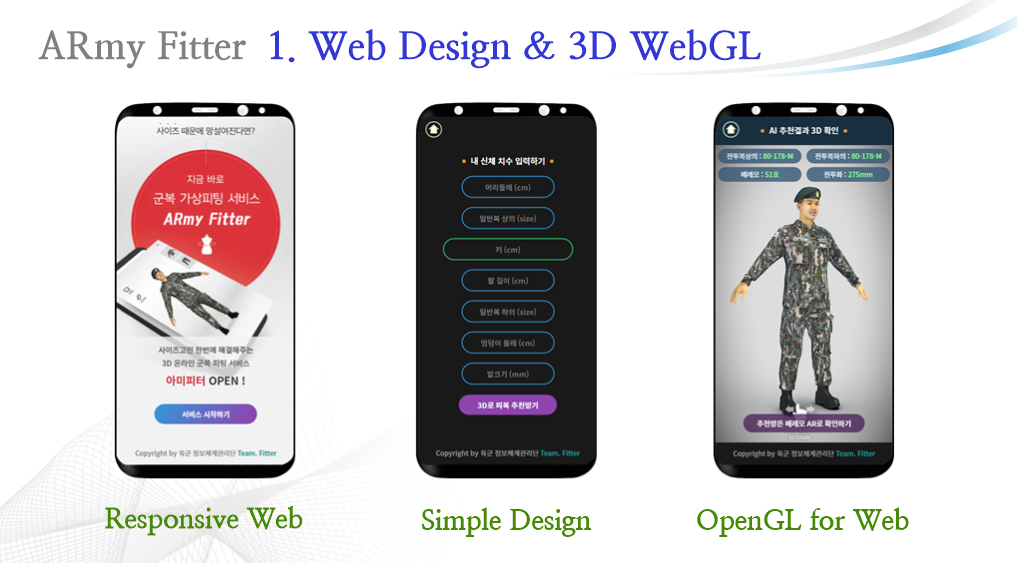 ARmy Fitter 1. Web Design & 3D WebGL
사이즈 때문에 망설여진다면?
지금 바로
군복 가상피팅 서비스
ARmy Fitter
사이즈고민 한번에 해결해주는
3D 온라인 군복 피팅 서비스
아미피터 OPEN !
서비스 시작하기
Copyright by 육군 정보체계관리단 Team. Fitter
Responsive Web
내 신체 치수 입력하기
머리둘레 (cm)
일반복 상의 (size)
키 (cm)
팔 길이 (cm)
일반복 하의 (size)
엉덩이 둘레 (cm)
발크기 (mm)
3D로 피복 추천받기
Copyright by 육군 정보체계관리단 Team. Fitter
Simple Design
AI 추천결과 3D 확인
전투복상의 : 80-178-M
전투복하의 : 80-178-M
베레모 : 51호
전투화 : 275mm
추천받은 베레모 AR로 확인하기
Copyright by 육군 정보체계관리단 Team. Fitter
OpenGL for Web